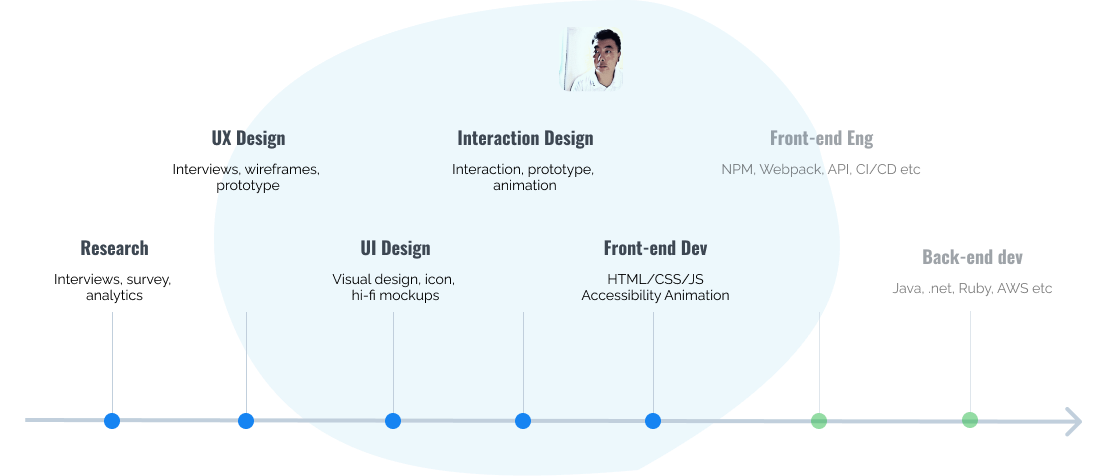 UX Design
Interviews, wireframes,
prototype
Interaction Design
Interaction, prototype,
animation
Front-end Eng
NPM, Webpack, API, CI/CD etc
Research
Interviews, survey,
analytics
UI Design
Visual design, icon,
hi-fi mockups
Front-end Dev
HTML/CSS/JS
Accessibility Animation
Back-end dev
Java, .net, Ruby, AWS etc